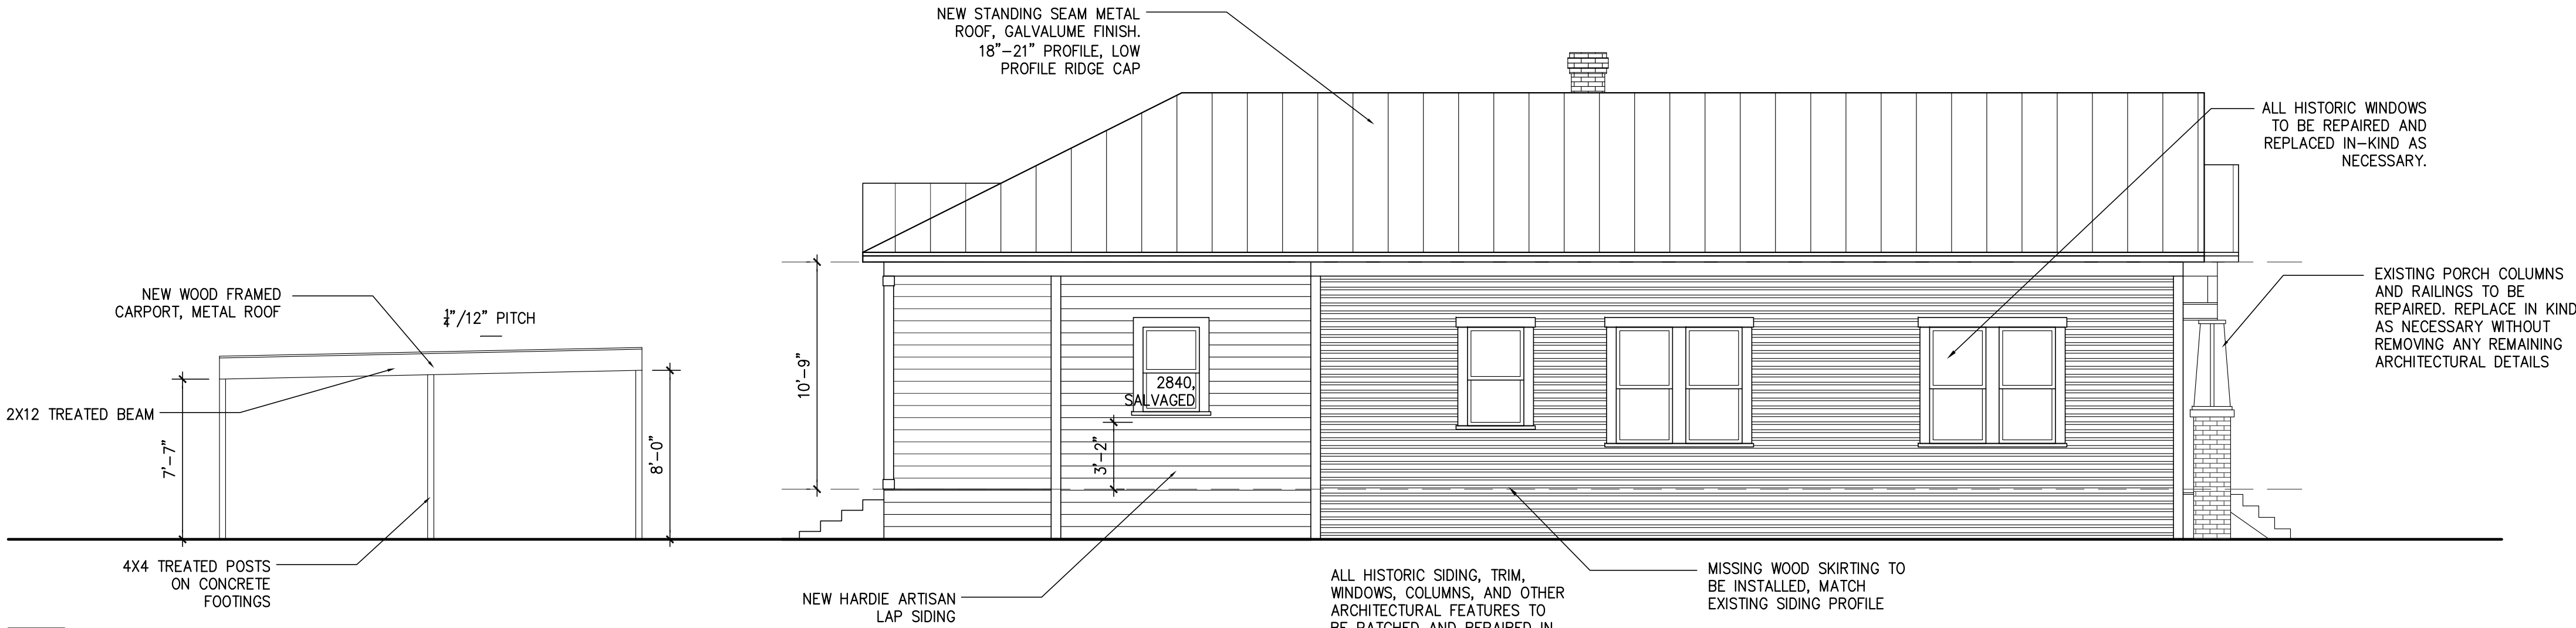 NEW STANDING SEAM METAL
ROOF, GALVALUME FINISH.
18"-21" PROFILE, LOW
PROFILE RIDGE CAP
ALL HISTORIC WINDOWS
TO BE REPAIRED AND
REPLACED IN-KIND AS
NECESSARY.
EXISTING PORCH COLUMNS
AND RAILINGS TO BE
REPAIRED. REPLACE IN KIND
AS NECESSARY WITHOUT
REMOVING ANY REMAINING
ARCHITECTURAL DETAILS
NEW WOOD FRAMED
CARPORT, METAL ROOF
1/4"/12" PITCH
2X12 TREATED BEAM
7'-7"
8'-0"
10'-9"
2840,
SALVAGED
3'-2"
4X4 TREATED POSTS
ON CONCRETE
FOOTINGS
NEW HARDIE ARTISAN
LAP SIDING
ALL HISTORIC SIDING, TRIM,
WINDOWS, COLUMNS, AND OTHER
ARCHITECTURAL FEATURES TO
BE PATCHED AND REPAIRED IN
MISSING WOOD SKIRTING TO
BE INSTALLED, MATCH
EXISTING SIDING PROFILE